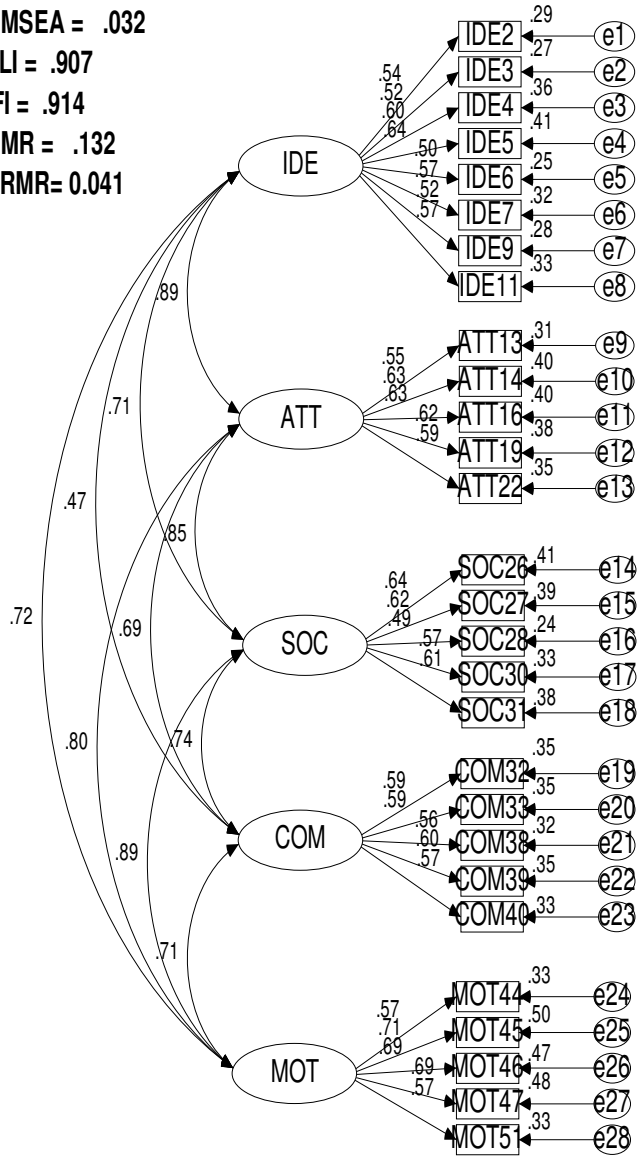 MSEA = .032
LI = .907
FI = .914
MR = .132
RMR= 0.041
IDE
.54
.52
.60
.64
.50
.57
.52
.57
IDE2 .29 e1
IDE3 .27 e2
IDE4 .36 e3
IDE5 .41 e4
IDE6 .25 e5
IDE7 .32 e6
IDE9 .28 e7
IDE11 .33 e8
.89
.71
.47
.72
ATT
.55
.63
.63
.62
.59
ATT13 .31 e9
ATT14 .40 e10
ATT16 .40 e11
ATT19 .38 e12
ATT22 .35 e13
.85
.69
.80
SOC
.64
.62
.49
.57
.61
SOC26 .41 e14
SOC27 .39 e15
SOC28 .24 e16
SOC30 .33 e17
SOC31 .38 e18
.74
.89
COM
.59
.59
.56
.60
.57
COM32 .35 e19
COM33 .35 e20
COM38 .32 e21
COM39 .35 e22
COM40 .33 e23
.71
MOT
.57
.71
.69
.69
.57
MOT44 .33 e24
MOT45 .50 e25
MOT46 .47 e26
MOT47 .48 e27
MOT51 .33 e28